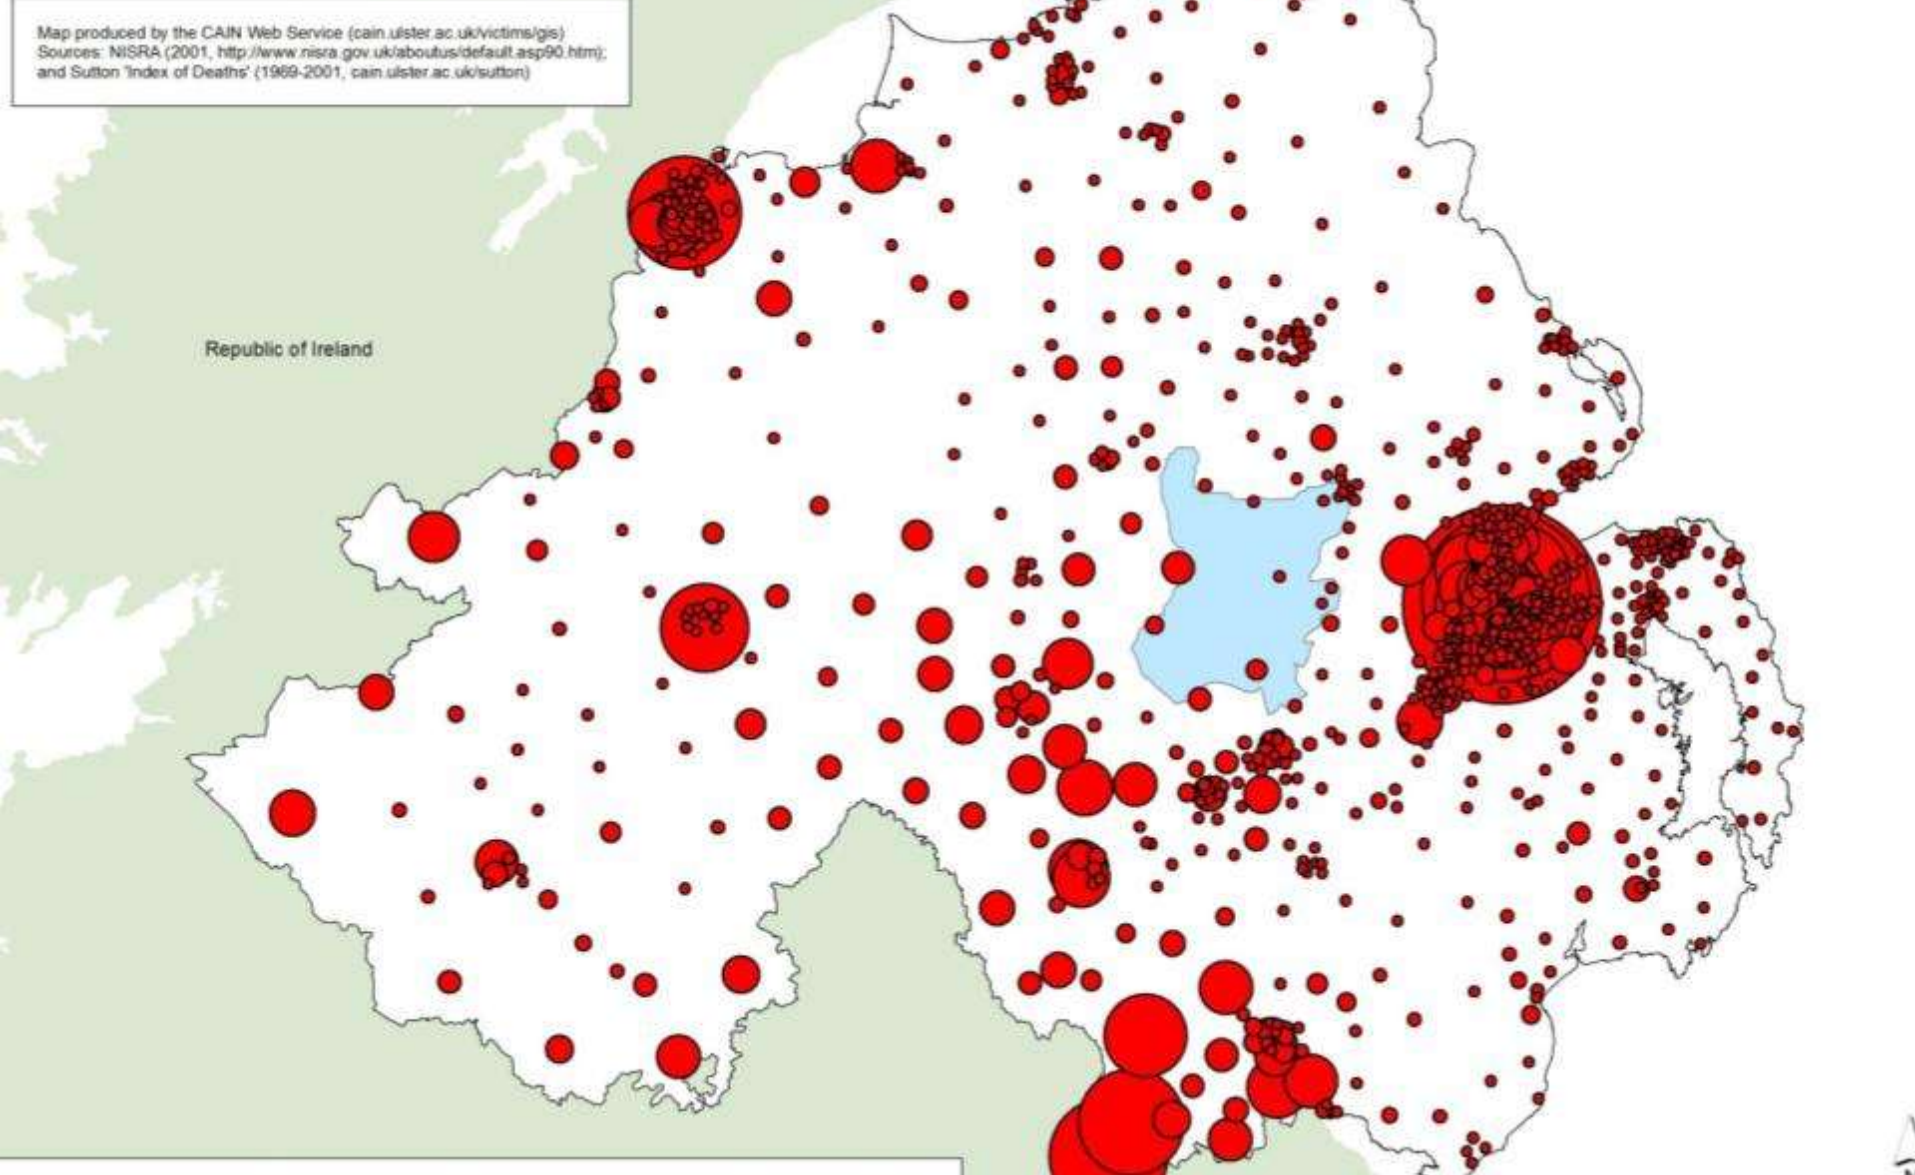 Map produced by the CAIN Web Service (cain.ulster.ac.uk/victims/gis)
Sources: NISRA (2001, http://www.nisra.gov.uk/aboutus/default.asp90.htm);
and Sutton 'Index of Deaths' (1969-2001, cain.ulster.ac.uk/sutton)
Republic of Ireland